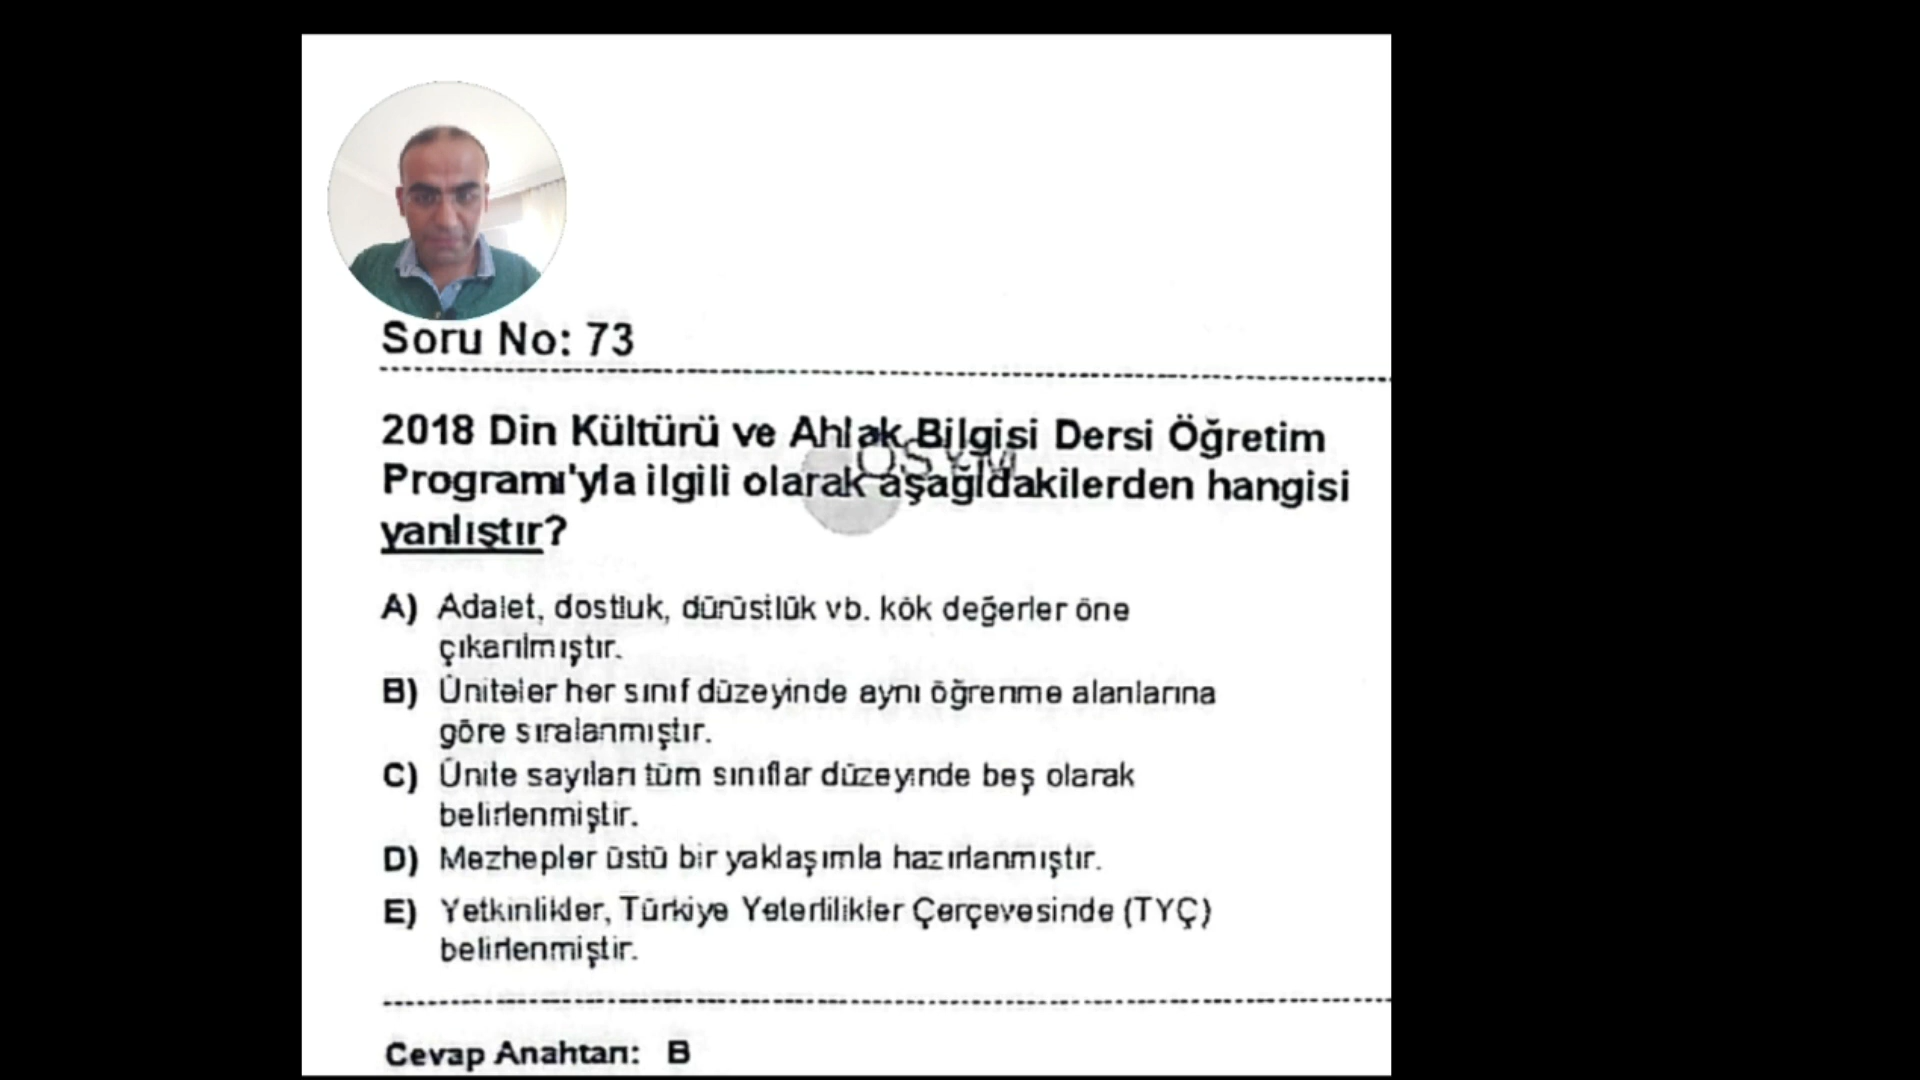 Soru No: 73
2018 Din Kültürü ve Ahlak Bilgisi Dersi Öğretim
ÖSYM
Programı'yla ilgili olarak aşağıdakilerden hangisi
yanlıştır?
A) Adalet, dostluk, dürüstlük vb. kök değerler öne
çıkarılmıştır.
B) Üniteler her sınıf düzeyinde aynı öğrenme alanlarına
göre sıralanmıştır.
C) Ünite sayıları tüm sınıflar düzeyinde beş olarak
belirlenmiştir.
D) Mezhepler üstü bir yaklaşımla hazırlanmıştır.
E) Yetkinlikler, Türkiye Yeterlilikler Çerçevesinde (TYÇ)
belirlenmiştir.
Cevap Anahtarı: B